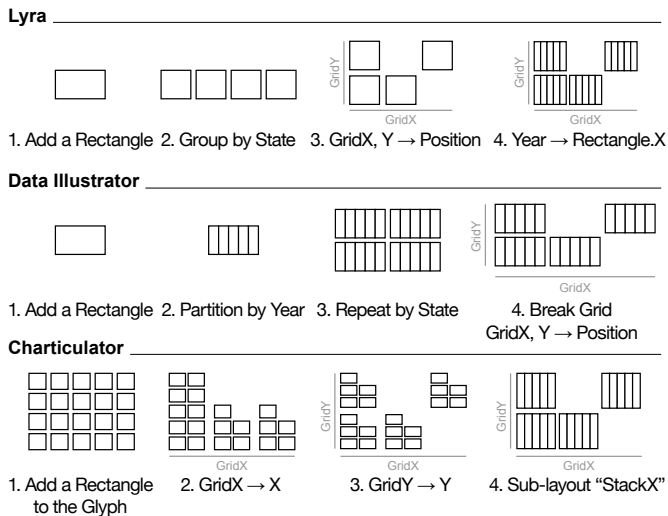 Lyra
GridY
GridX
GridY
GridX
1. Add a Rectangle 2. Group by State 3. GridX, Y → Position 4. Year → Rectangle.X
Data Illustrator
GridY
GridX
1. Add a Rectangle 2. Partition by Year 3. Repeat by State 4. Break Grid
GridX, Y → Position
Charticulator
GridX
GridY
GridX
GridY
GridX
1. Add a Rectangle 2. GridX → X 3. GridY → Y 4. Sub-layout “StackX”
to the Glyph